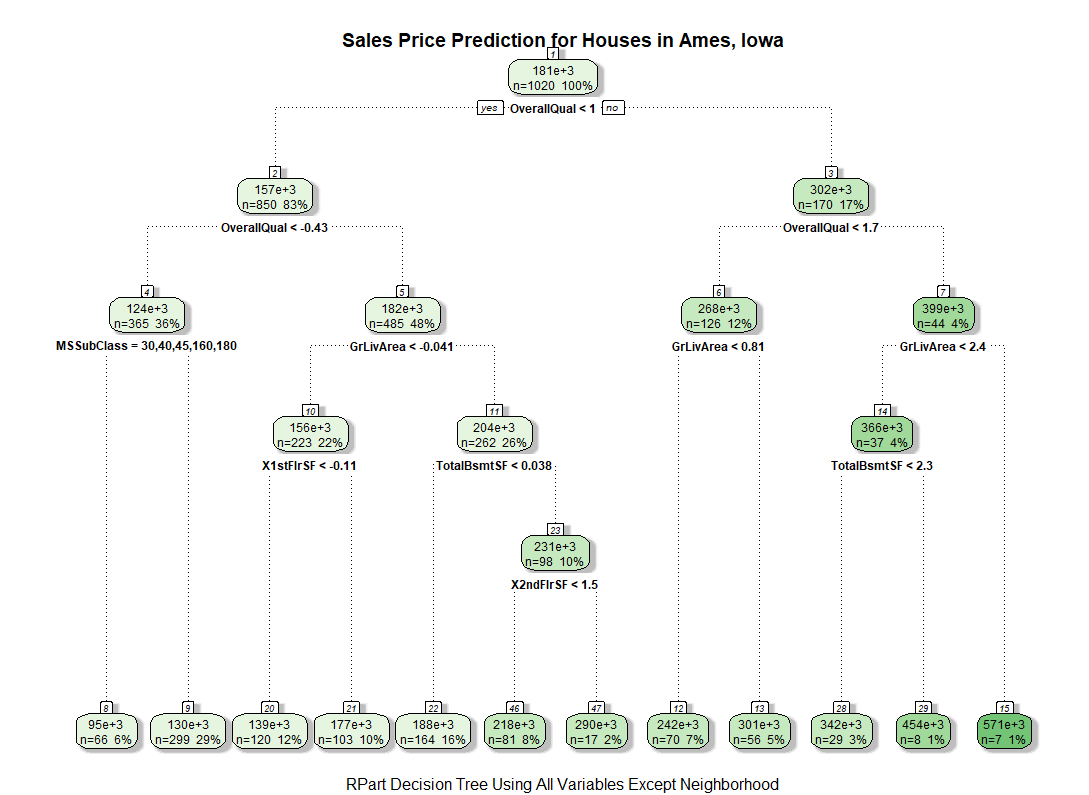 Sales Price Prediction for Houses in Ames, Iowa
1
181e+3
n=1020 100%
yes OverallQual < 1 no
2 3
157e+3 302e+3
n=850 83% n=170 17%
OverallQual < -0.43 OverallQual < 1.7
4 5 6 7
124e+3 182e+3 268e+3 399e+3
n=365 36% n=485 48% n=126 12% n=44 4%
MSSubClass = 30,40,45,160,180 GrLivArea < -0.041 GrLivArea < 0.81 GrLivArea < 2.4
10 11 14
156e+3 204e+3 366e+3
n=223 22% n=262 26% n=37 4%
X1stFlrSF < -0.11 TotalBsmtSF < 0.038 TotalBsmtSF < 2.3
23
231e+3
n=98 10%
X2ndFlrSF < 1.5
8 9 20 21 22 46 47 12 13 28 29 15
95e+3 130e+3 139e+3 177e+3 188e+3 218e+3 290e+3 242e+3 301e+3 342e+3 454e+3 571e+3
n=66 6% n=299 29% n=120 12% n=103 10% n=164 16% n=81 8% n=17 2% n=70 7% n=56 5% n=29 3% n=8 1% n=7 1%
RPart Decision Tree Using All Variables Except Neighborhood